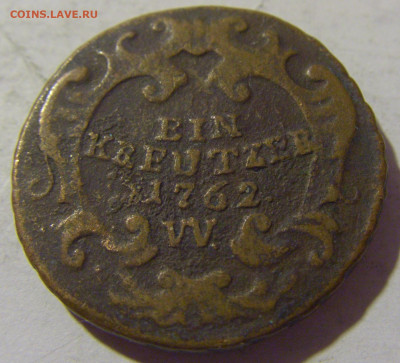 COINS.LAVE.RU
EIN
KREUTZER
1762
W